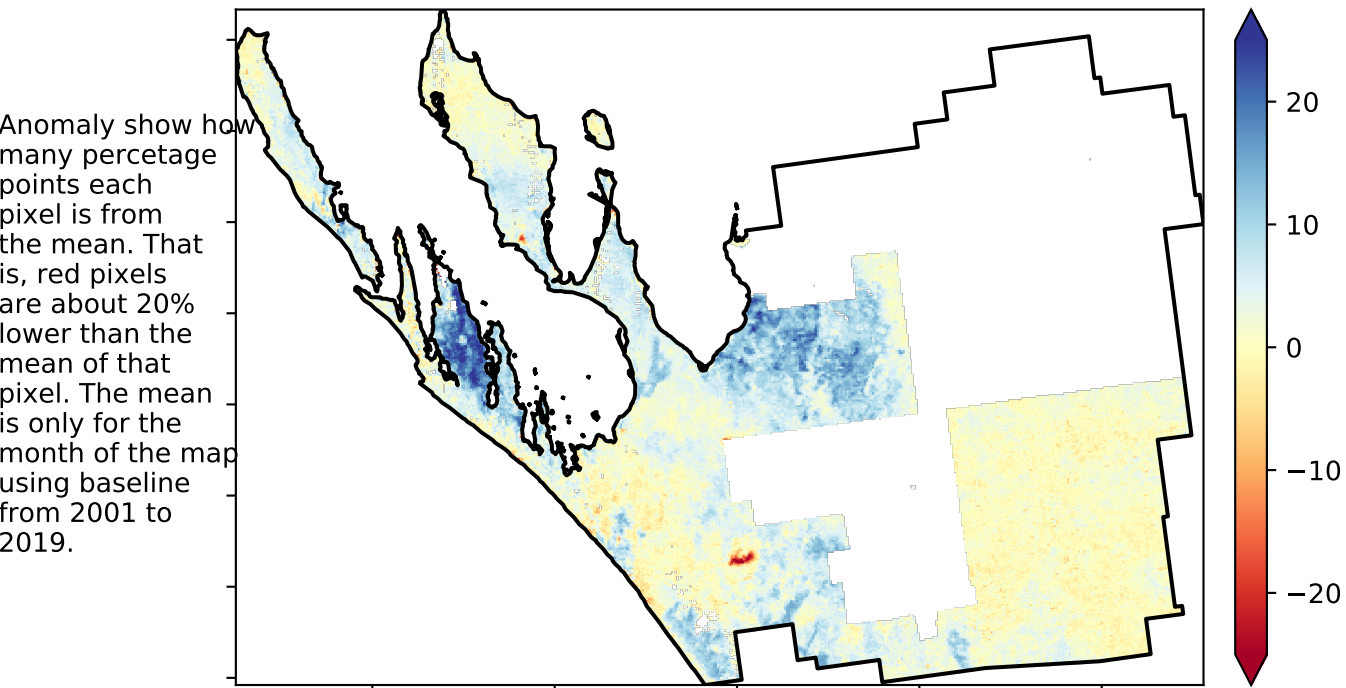 Anomaly show how
many percetage
points each
pixel is from
the mean. That
is, red pixels
are about 20%
lower than the
mean of that
pixel. The mean
is only for the
month of the map
using baseline
from 2001 to
2019.
20
10
0
−10
−20